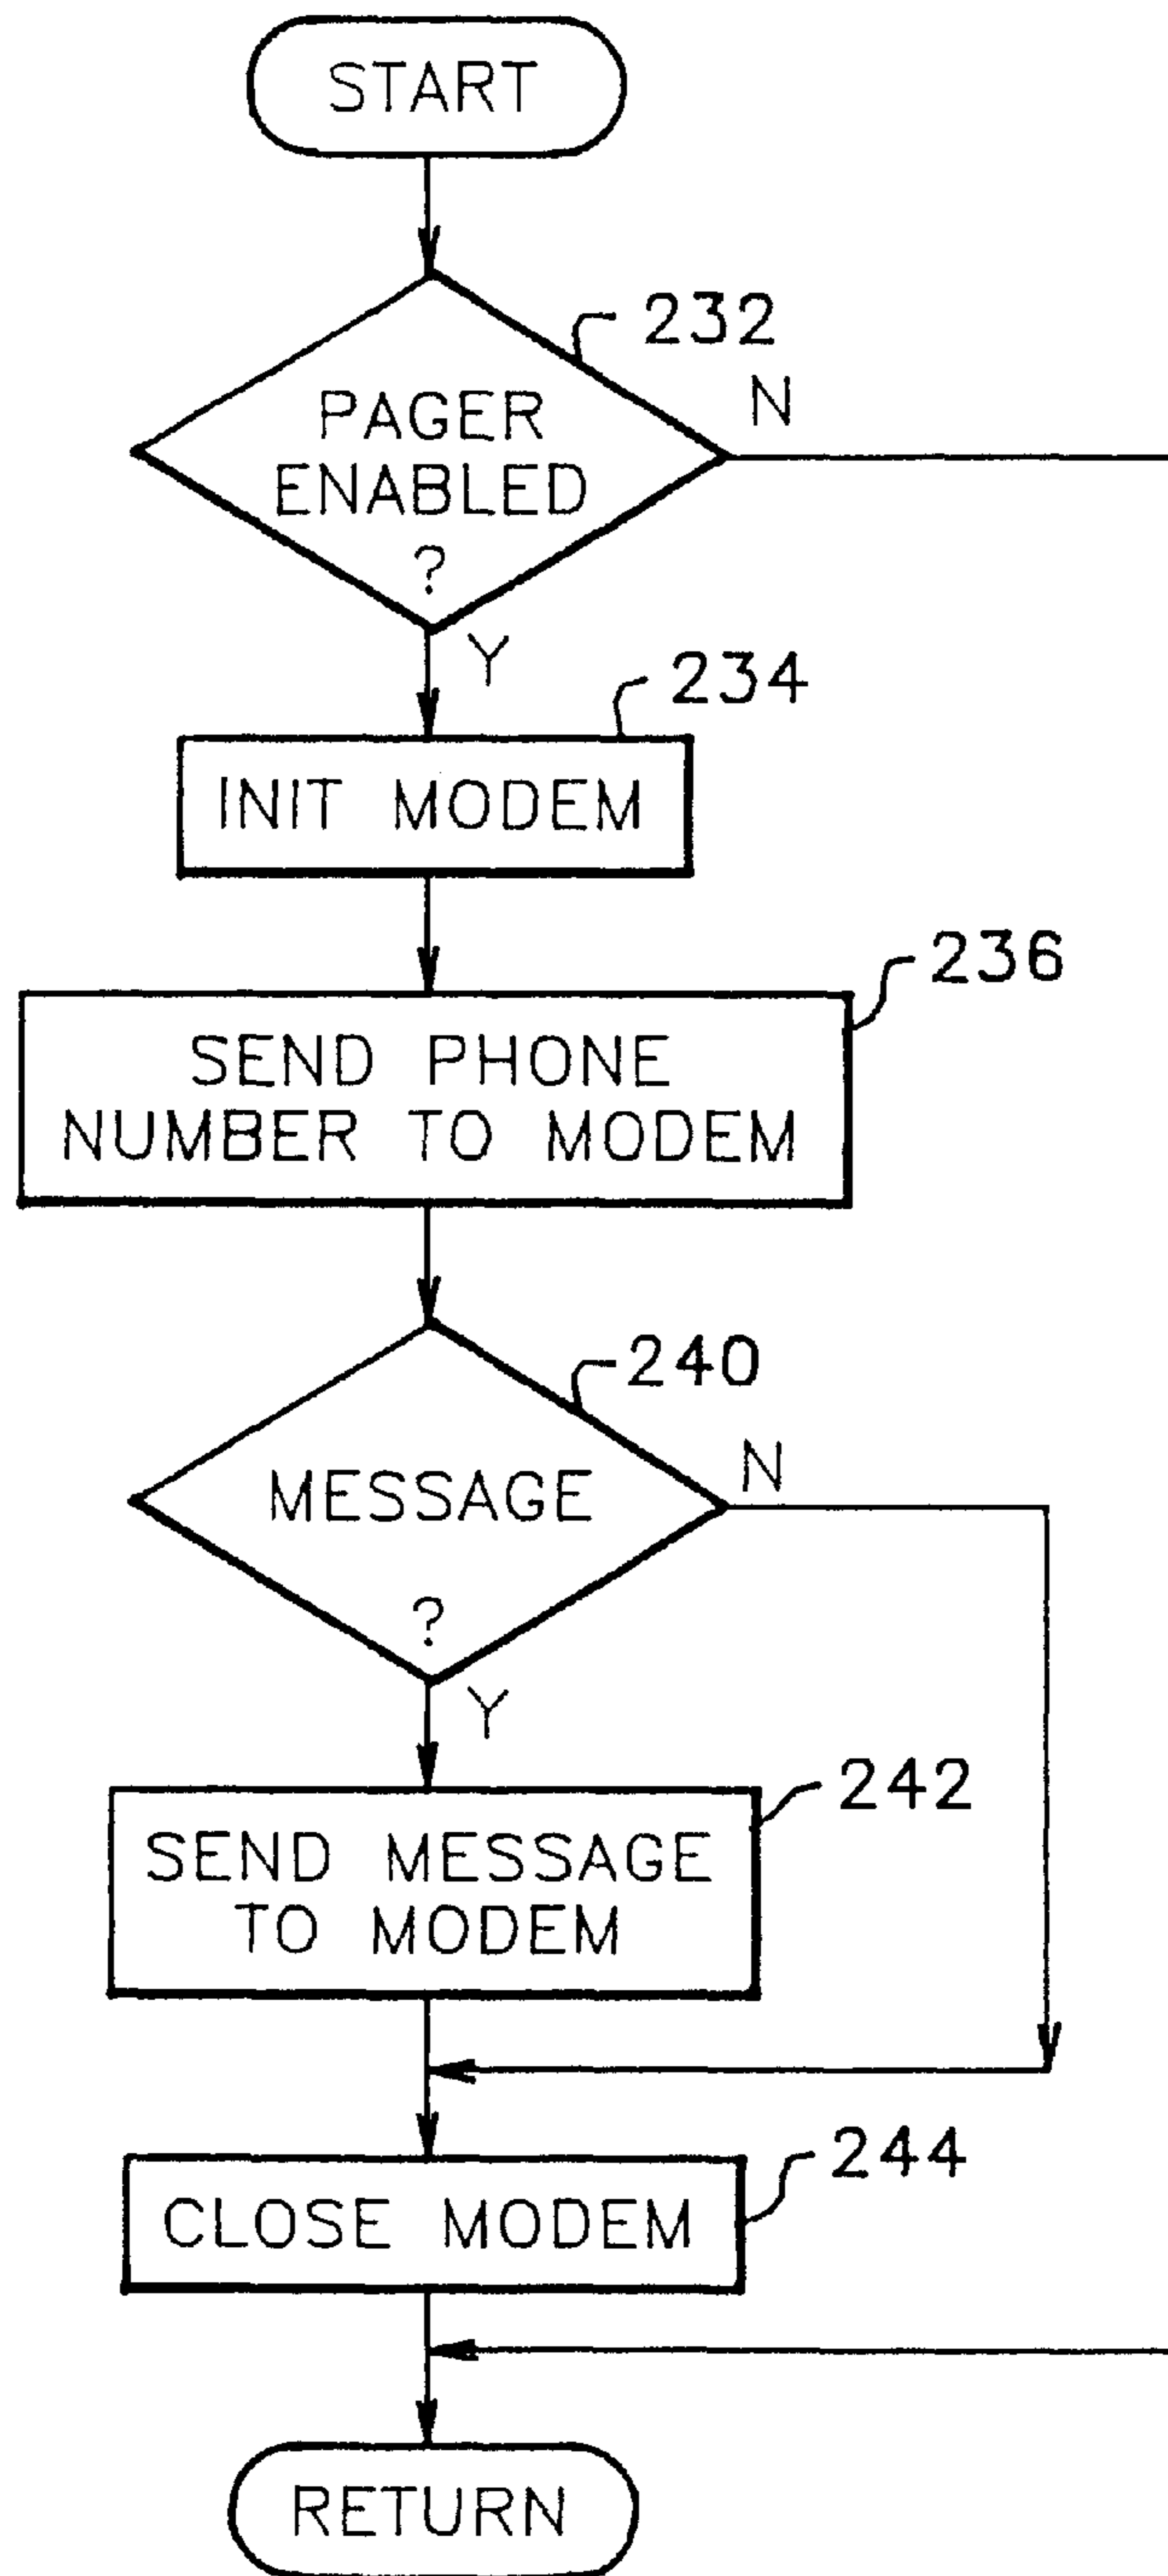 START
232
N
PAGER
ENABLED
?
Y
234
INIT MODEM
236
SEND PHONE
NUMBER TO MODEM
240
N
MESSAGE
?
Y
242
SEND MESSAGE
TO MODEM
244
CLOSE MODEM
RETURN